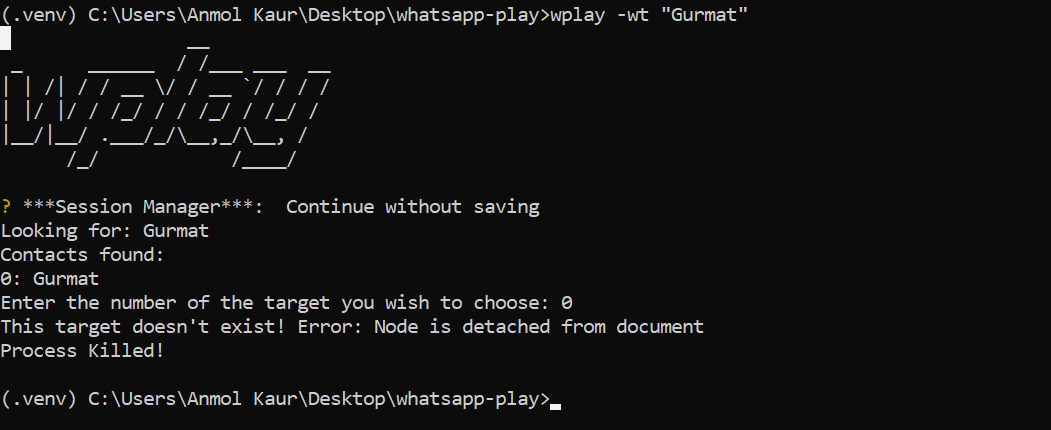 (.venv) C:\Users\Anmol Kaur\Desktop\whatsapp-play>wplay -wt "Gurmat"
wplay
? ***Session Manager***:  Continue without saving
Looking for: Gurmat
Contacts found:
0: Gurmat
Enter the number of the target you wish to choose: 0
This target doesn't exist! Error: Node is detached from document
Process Killed!
(.venv) C:\Users\Anmol Kaur\Desktop\whatsapp-play>